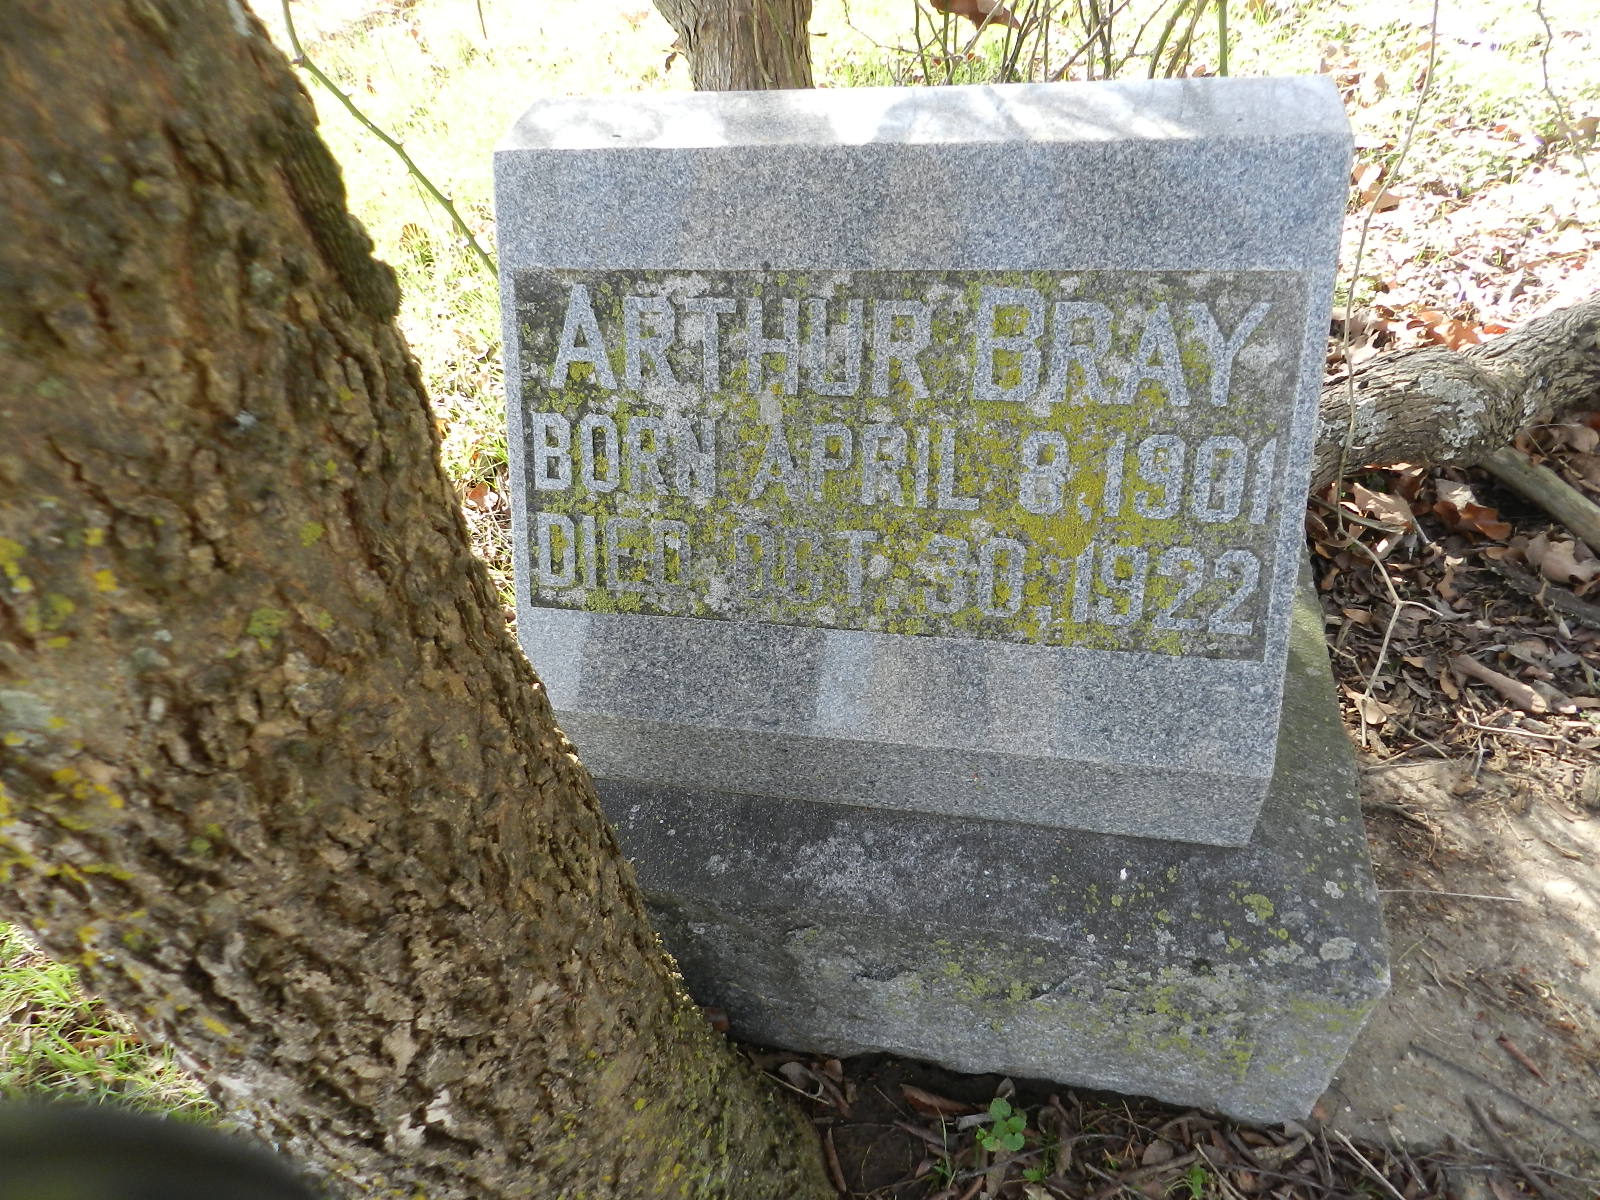 ARTHUR BRAY
BORN APRIL 8, 1901
DIED OCT. 30, 1922